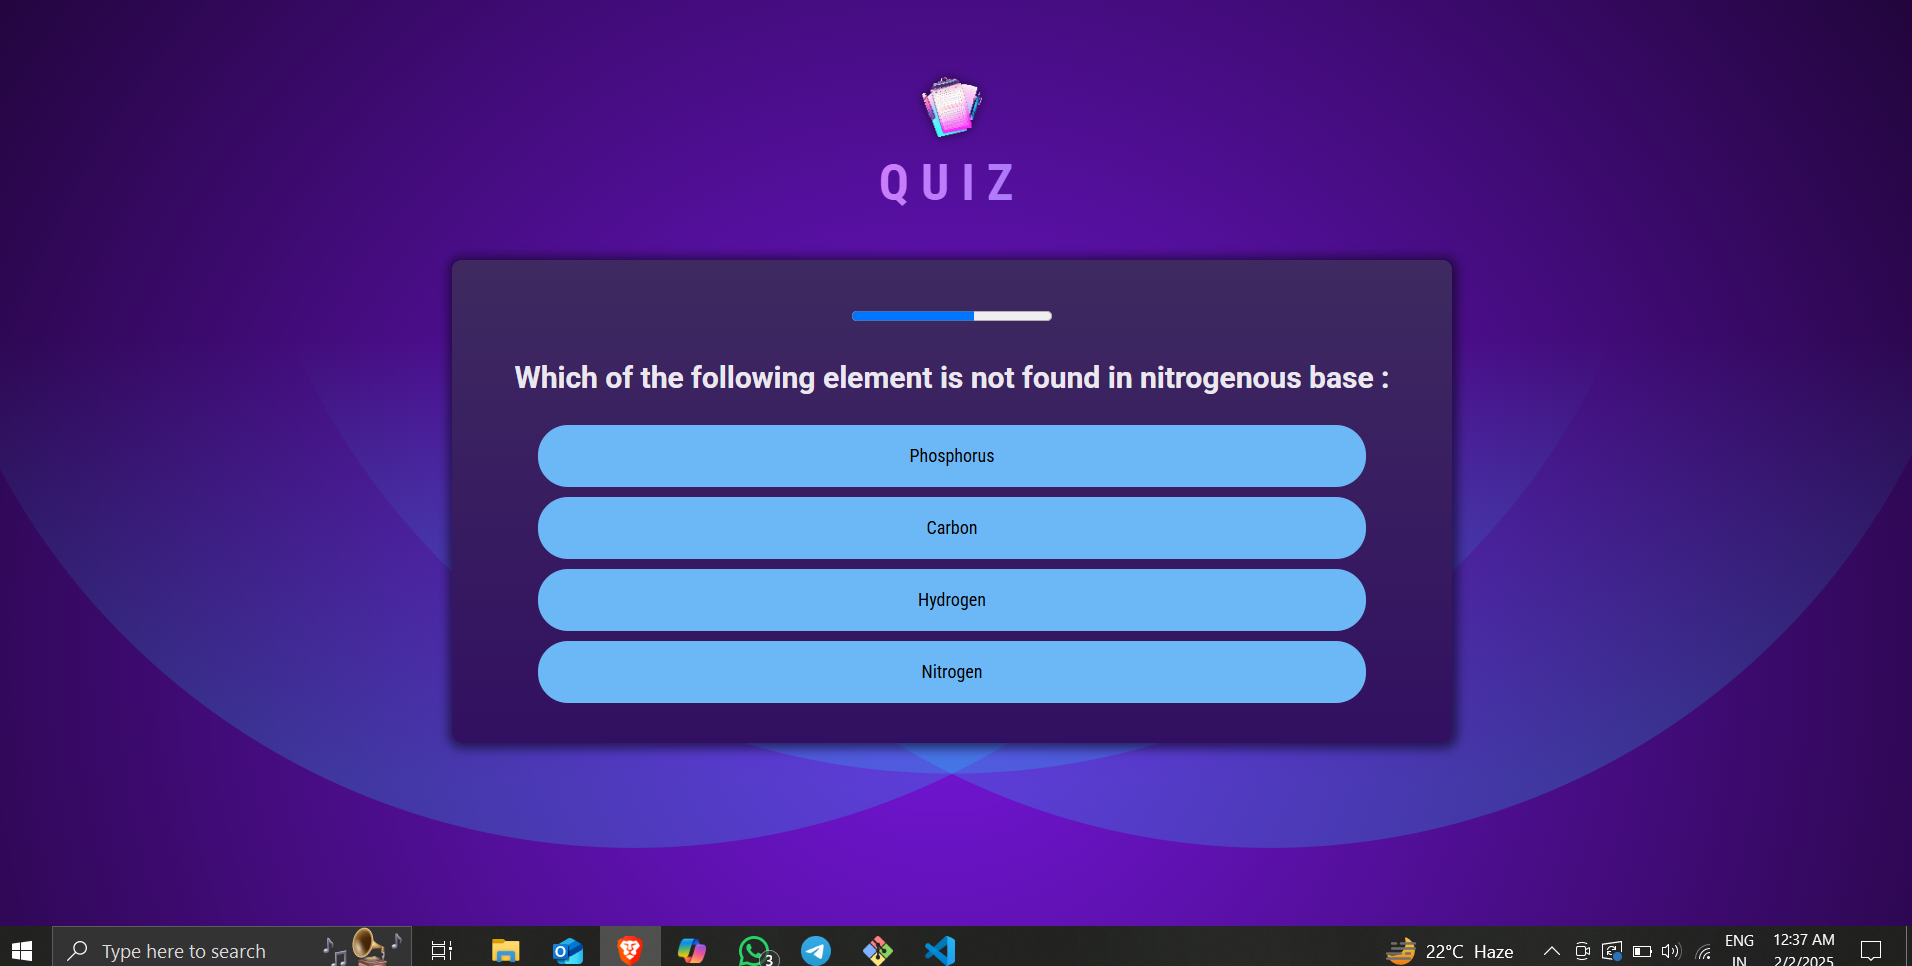 QUIZ
Which of the following element is not found in nitrogenous base :
Phosphorus
Carbon
Hydrogen
Nitrogen
Type here to search
3
22°C Haze
ENG
IN
12:37 AM
2/2/2025